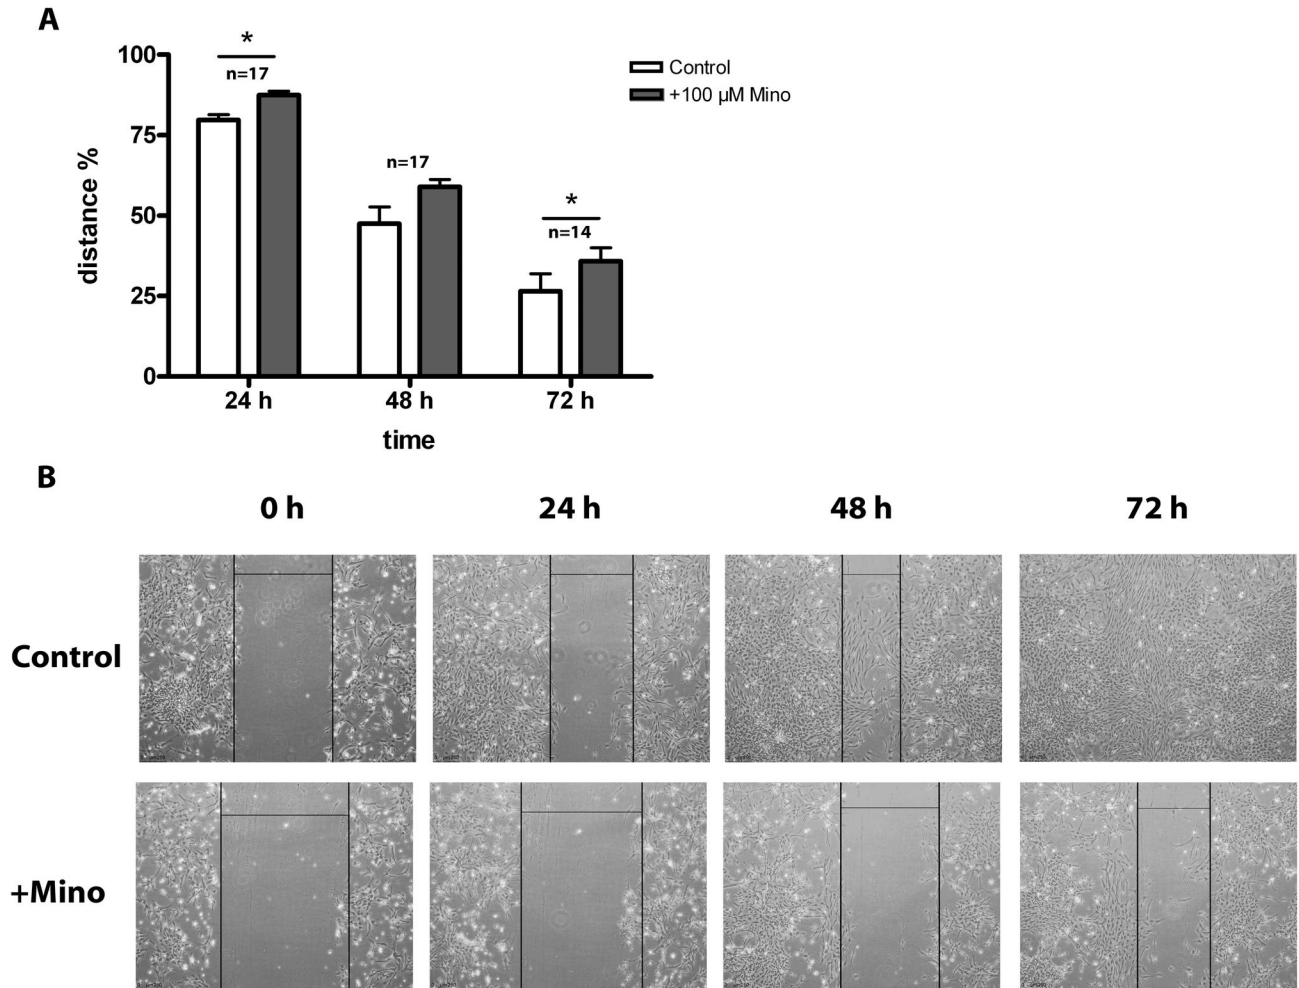 A
*
n=17
n=17
*
n=14
Control
+100 µM Mino
100
75
50
25
0
distance %
24 h
48 h
72 h
time
B
0 h
24 h
48 h
72 h
Control
+Mino